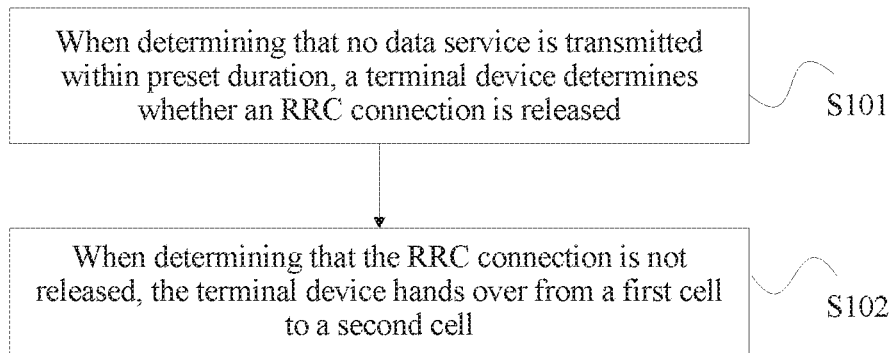 When determining that no data service is transmitted
within preset duration, a terminal device determines
whether an RRC connection is released
S101
When determining that the RRC connection is not
released, the terminal device hands over from a first cell
to a second cell
S102